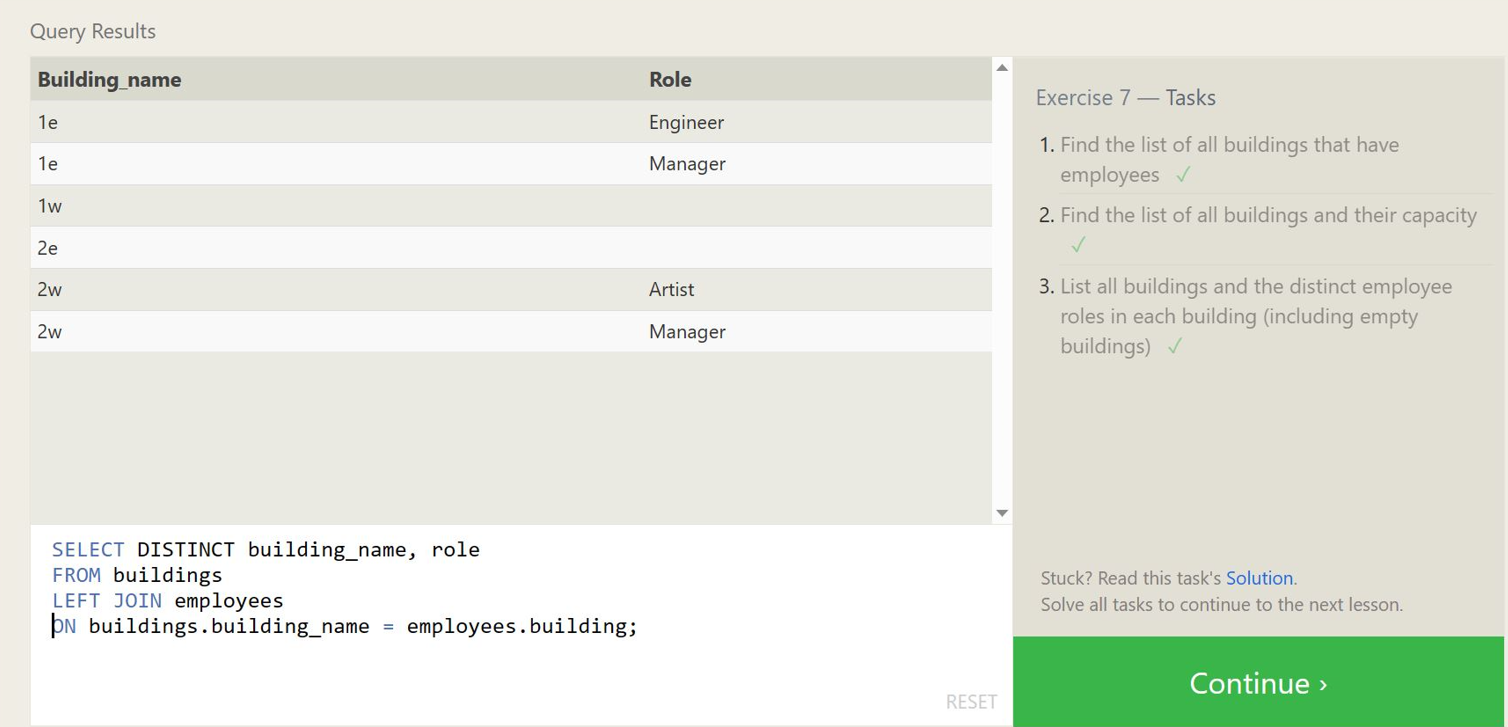 Query Results
Building_name Role
1e Engineer
1e Manager
1w
2e
2w Artist
2w Manager
SELECT DISTINCT building_name, role
FROM buildings
LEFT JOIN employees
ON buildings.building_name = employees.building;
RESET
Exercise 7 — Tasks
1. Find the list of all buildings that have
employees ✓
2. Find the list of all buildings and their capacity
✓
3. List all buildings and the distinct employee
roles in each building (including empty
buildings) ✓
Stuck? Read this task's Solution.
Solve all tasks to continue to the next lesson.
Continue ›